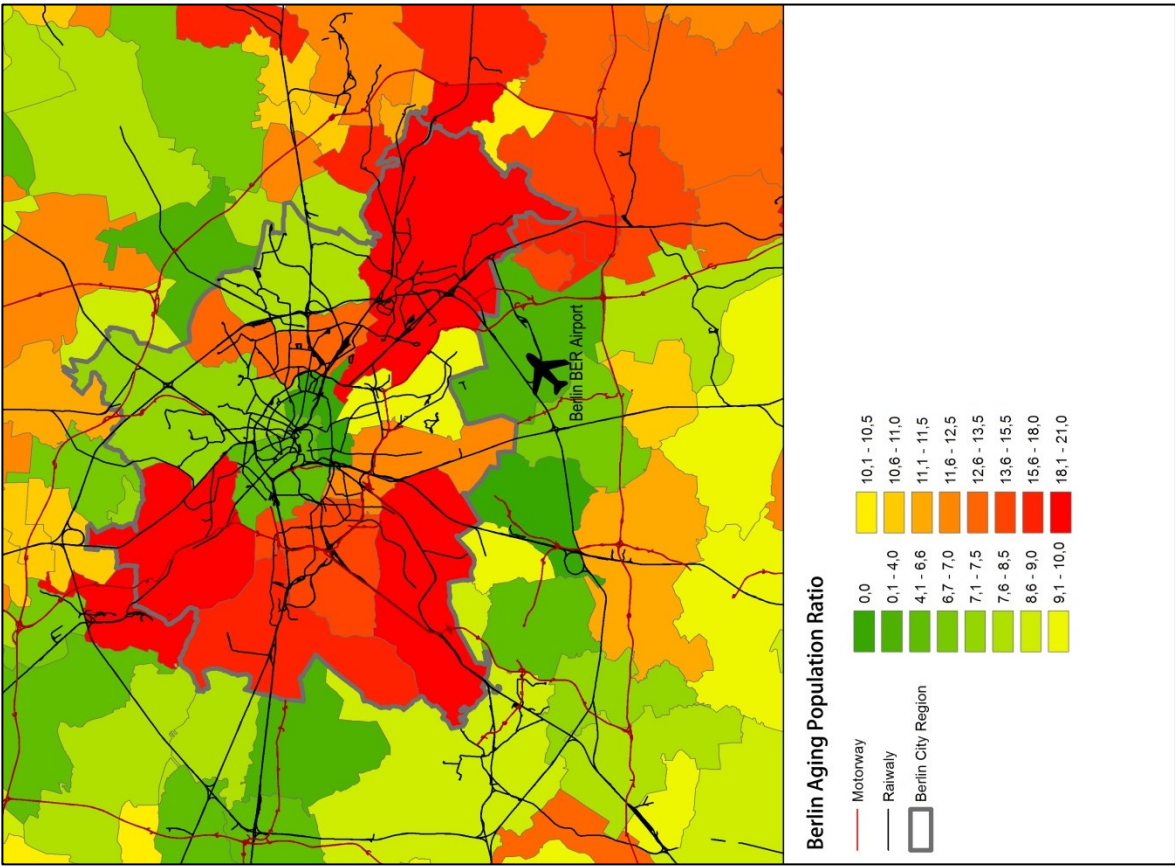 Berlin BER Airport
Berlin Aging Population Ratio
Motorway
Raiwaly
Berlin City Region
0,0
0,1 - 4,0
4,1 - 6,6
6,7 - 7,0
7,1 - 7,5
7,6 - 8,5
8,6 - 9,0
9,1 - 10,0
10,1 - 10,5
10,6 - 11,0
11,1 - 11,5
11,6 - 12,5
12,6 - 13,5
13,6 - 15,5
15,6 - 18,0
18,1 - 21,0